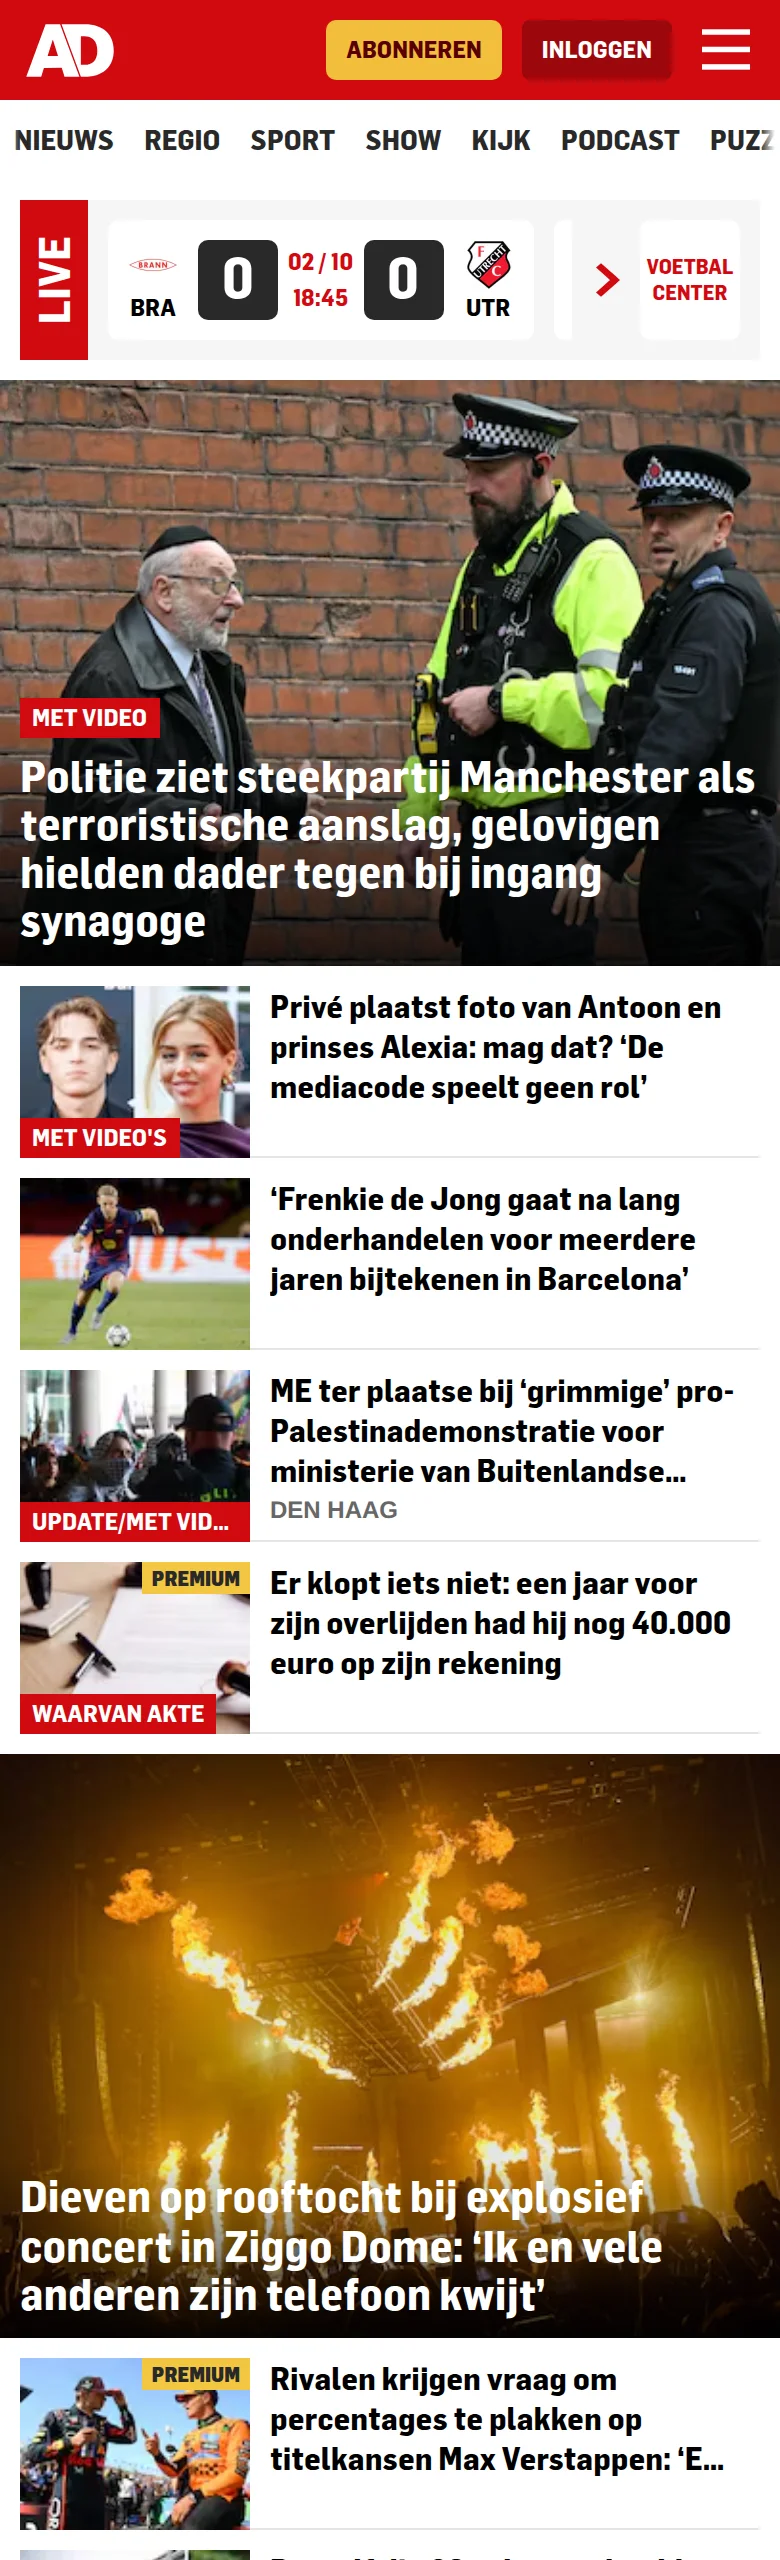 AD
ABONNEREN
INLOGGEN
NIEUWS REGIO SPORT SHOW KIJK PODCAST PUZZ
LIVE
BRANN
BRA
0
02 / 10
18:45
0
FC
UTRECHT
UTR
VOETBAL
CENTER
MET VIDEO
Politie ziet steekpartij Manchester als
terroristische aanslag, gelovigen
hielden dader tegen bij ingang
synagoge
MET VIDEO'S
Privé plaatst foto van Antoon en
prinses Alexia: mag dat? ‘De
mediacode speelt geen rol’
‘Frenkie de Jong gaat na lang
onderhandelen voor meerdere
jaren bijtekenen in Barcelona’
UPDATE/MET VID...
ME ter plaatse bij ‘grimmige’ pro-
Palestinademonstratie voor
ministerie van Buitenlandse...
DEN HAAG
PREMIUM
WAARVAN AKTE
Er klopt iets niet: een jaar voor
zijn overlijden had hij nog 40.000
euro op zijn rekening
Dieven op rooftocht bij explosief
concert in Ziggo Dome: ‘Ik en vele
anderen zijn telefoon kwijt’
PREMIUM
Rivalen krijgen vraag om
percentages te plakken op
titelkansen Max Verstappen: ‘E...